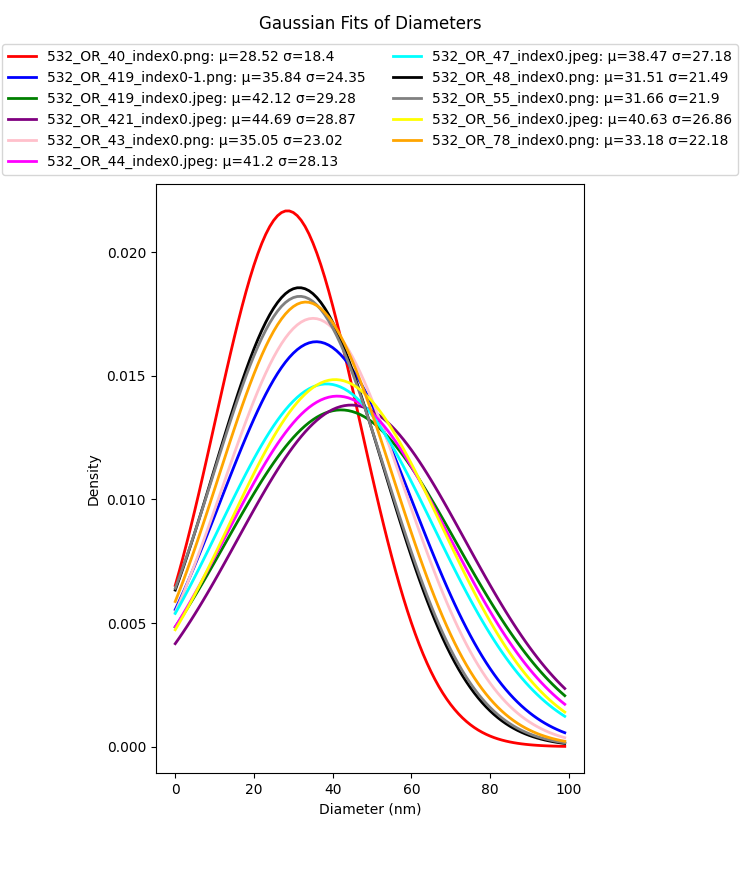 Gaussian Fits of Diameters
532_OR_40_index0.png: μ=28.52 σ=18.4
532_OR_419_index0-1.png: μ=35.84 σ=24.35
532_OR_419_index0.jpeg: μ=42.12 σ=29.28
532_OR_421_index0.jpeg: μ=44.69 σ=28.87
532_OR_43_index0.png: μ=35.05 σ=23.02
532_OR_44_index0.jpeg: μ=41.2 σ=28.13
532_OR_47_index0.jpeg: μ=38.47 σ=27.18
532_OR_48_index0.png: μ=31.51 σ=21.49
532_OR_55_index0.png: μ=31.66 σ=21.9
532_OR_56_index0.jpeg: μ=40.63 σ=26.86
532_OR_78_index0.png: μ=33.18 σ=22.18
Density
0.020
0.015
0.010
0.005
0.000
0 20 40 60 80 100
Diameter (nm)